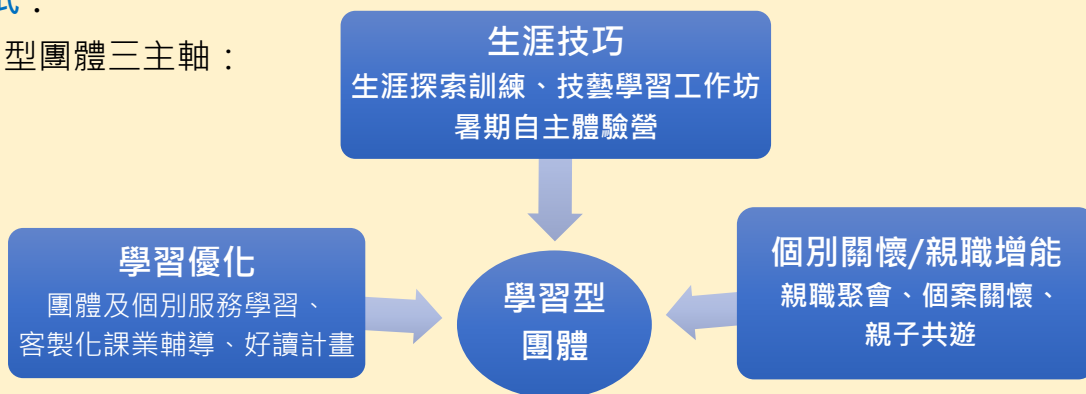 式：
型團體三主軸：
生涯技巧
生涯探索訓練、技藝學習工作坊
暑期自主體驗營
學習優化
團體及個別服務學習、
客製化課業輔導、好讀計畫
學習型
團體
個別關懷/親職增能
親職聚會、個案關懷、
親子共遊